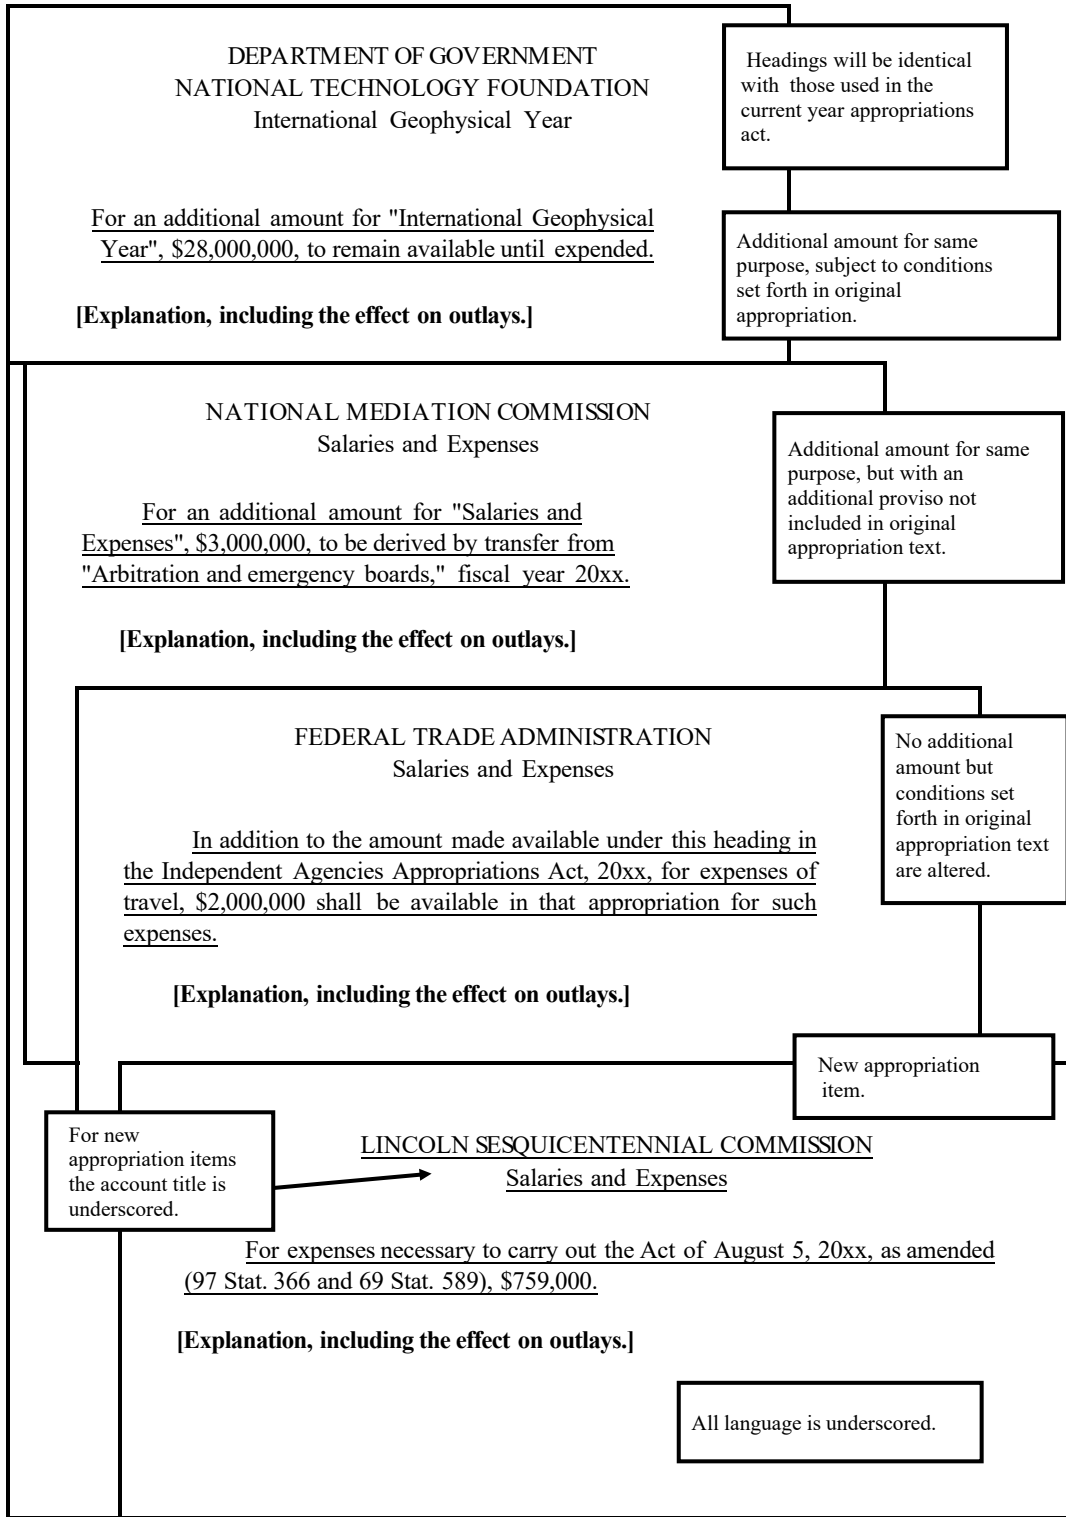 DEPARTMENT OF GOVERNMENT
NATIONAL TECHNOLOGY FOUNDATION
International Geophysical Year
Headings will be identical
with those used in the
current year appropriations
act.
For an additional amount for "International Geophysical
Year", $28,000,000, to remain available until expended.
Additional amount for same
purpose, subject to conditions
set forth in original
appropriation.
[Explanation, including the effect on outlays.]
NATIONAL MEDIATION COMMISSION
Salaries and Expenses
Additional amount for same
purpose, but with an
additional proviso not
included in original
appropriation text.
For an additional amount for "Salaries and
Expenses", $3,000,000, to be derived by transfer from
"Arbitration and emergency boards," fiscal year 20xx.
[Explanation, including the effect on outlays.]
FEDERAL TRADE ADMINISTRATION
Salaries and Expenses
No additional
amount but
conditions set
forth in original
appropriation text
are altered.
In addition to the amount made available under this heading in
the Independent Agencies Appropriations Act, 20xx, for expenses of
travel, $2,000,000 shall be available in that appropriation for such
expenses.
[Explanation, including the effect on outlays.]
New appropriation
item.
For new
appropriation items
the account title is
underscored.
LINCOLN SESQUICENTENNIAL COMMISSION
Salaries and Expenses
For expenses necessary to carry out the Act of August 5, 20xx, as amended
(97 Stat. 366 and 69 Stat. 589), $759,000.
[Explanation, including the effect on outlays.]
All language is underscored.